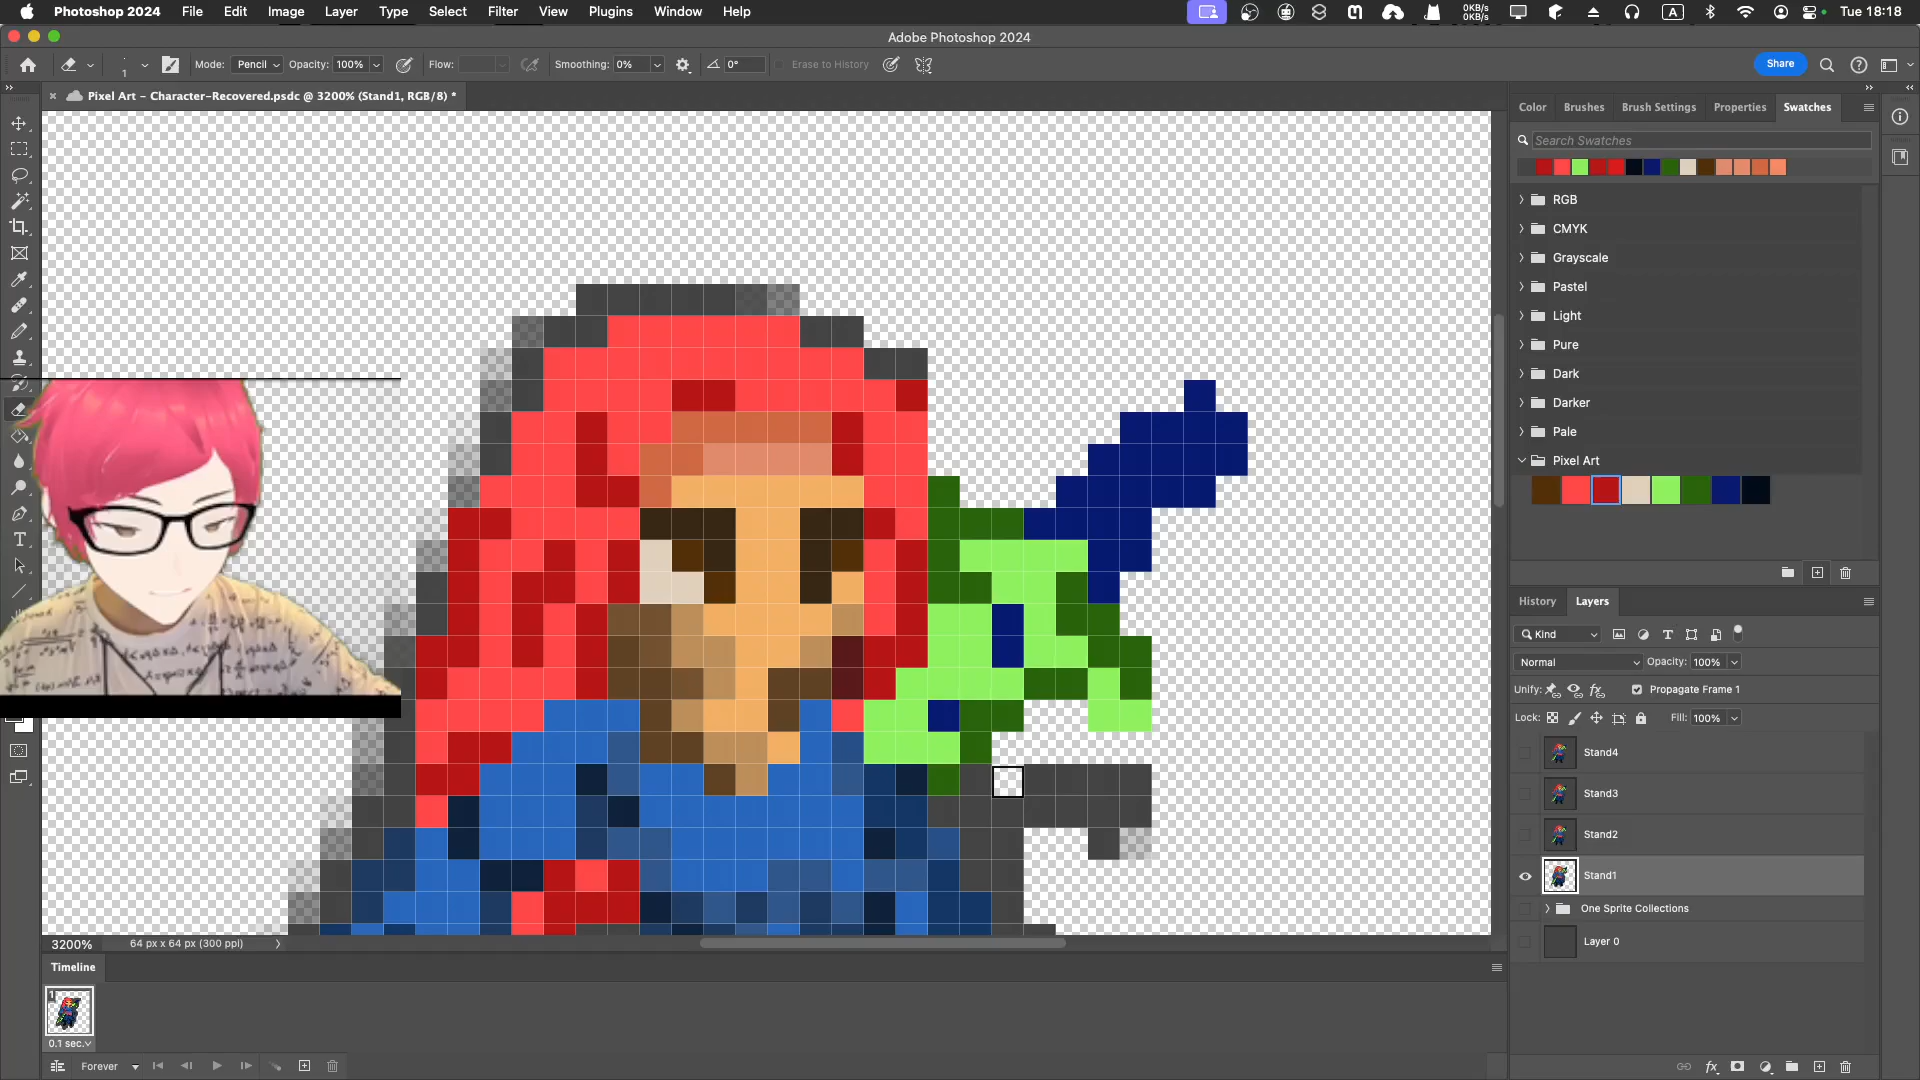 Photoshop 2024 File Edit Image Layer Type Select Filter View Plugins Window Help
0KB/s
0KB/s
A
Tue 18:18
Adobe Photoshop 2024
1
Mode: Pencil Opacity: 100% Flow: Smoothing: 0% 0° Erase to History
Share
Pixel Art - Character-Recovered.psdc @ 3200% (Stand1, RGB/8) *
Color Brushes Brush Settings Properties Swatches
Search Swatches
RGB
CMYK
Grayscale
Pastel
Light
Pure
Dark
Darker
Pale
Pixel Art
History Layers
Kind
Normal Opacity: 100%
Unify: Propagate Frame 1
Lock: Fill: 100%
Stand4
Stand3
Stand2
Stand1
One Sprite Collections
Layer 0
3200% 64 px x 64 px (300 ppi)
Timeline
1
0.1 sec.
Forever